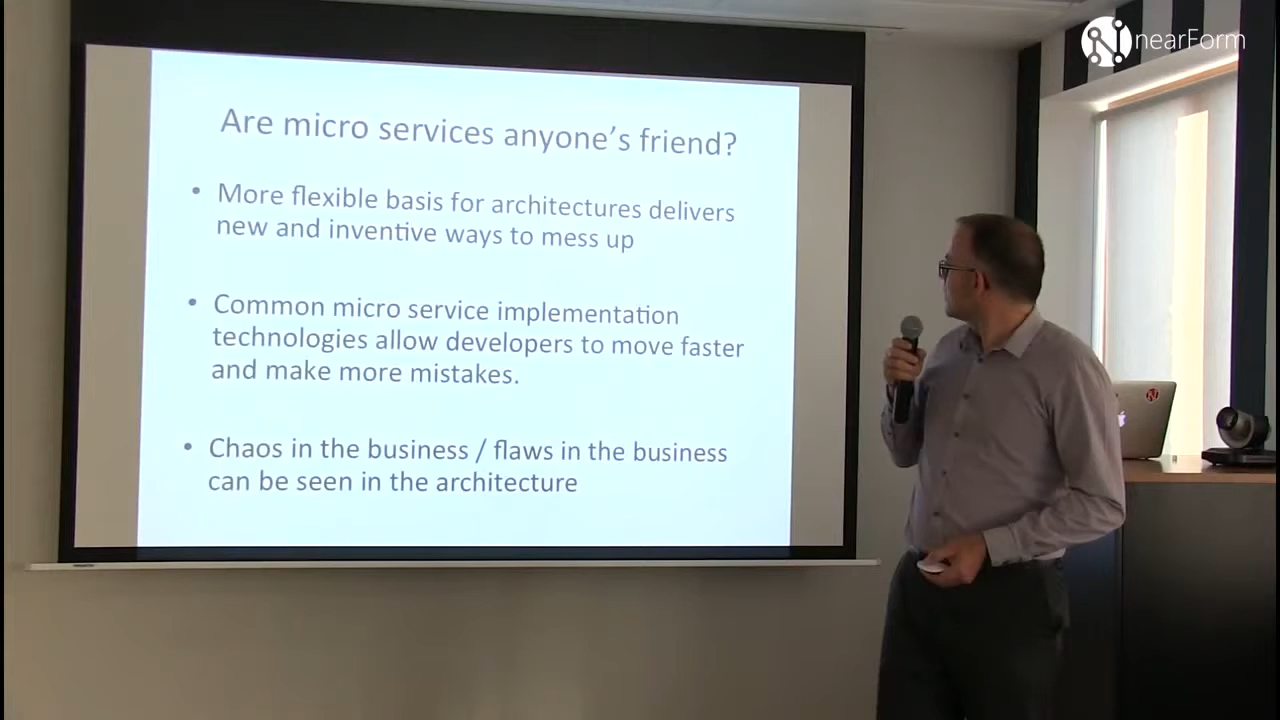 nearForm
Are micro services anyone's friend?
• More flexible basis for architectures delivers
new and inventive ways to mess up
• Common micro service implementation
technologies allow developers to move faster
and make more mistakes.
• Chaos in the business / flaws in the business
can be seen in the architecture